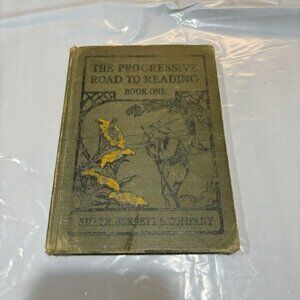 THE PROGRESSIVE
ROAD TO READING
BOOK ONE
SILVER, BURDETT & COMPANY